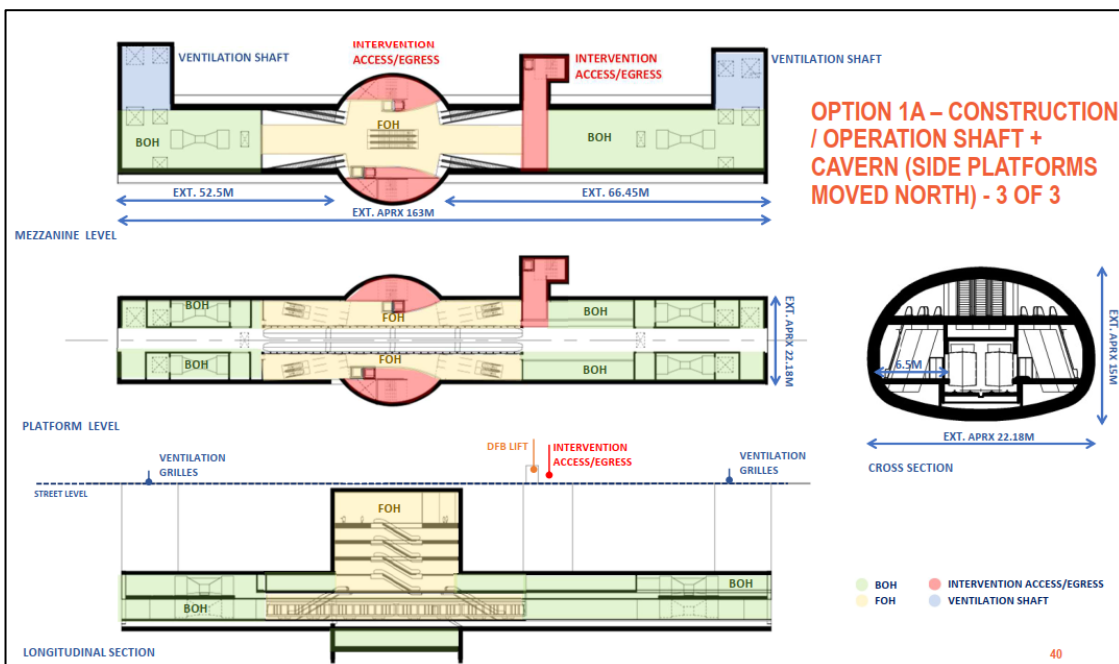 INTERVENTION
ACCESS/EGRESS
VENTILATION SHAFT
INTERVENTION
ACCESS/EGRESS
VENTILATION SHAFT
OPTION 1A – CONSTRUCTION
/ OPERATION SHAFT +
CAVERN (SIDE PLATFORMS
MOVED NORTH) - 3 OF 3
BOH
FOH
BOH
EXT. 52.5M
EXT. 66.45M
EXT. APRX 163M
MEZZANINE LEVEL
BOH
FOH
BOH
BOH
FOH
BOH
EXT. APRX 22.18M
PLATFORM LEVEL
6.5M
EXT. APRX 15M
EXT. APRX 22.18M
CROSS SECTION
VENTILATION
GRILLES
DFB LIFT
INTERVENTION
ACCESS/EGRESS
VENTILATION
GRILLES
STREET LEVEL
FOH
BOH
BOH
LONGITUDINAL SECTION
BOH
INTERVENTION ACCESS/EGRESS
FOH
VENTILATION SHAFT
40